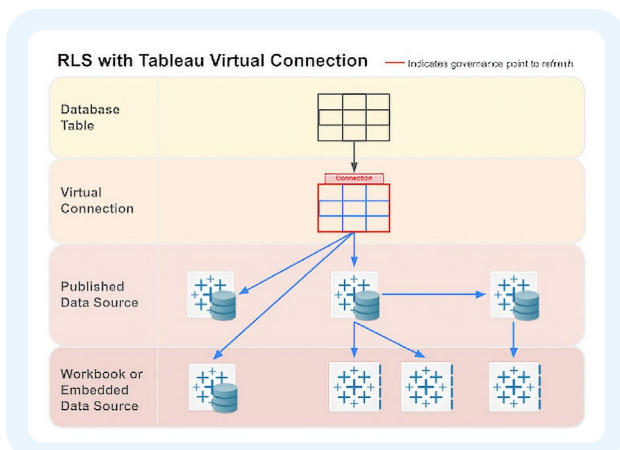 RLS with Tableau Virtual Connection
Indicates governance point to refresh
Database
Table
Connection
Virtual
Connection
Published
Data Source
Workbook or
Embedded
Data Source